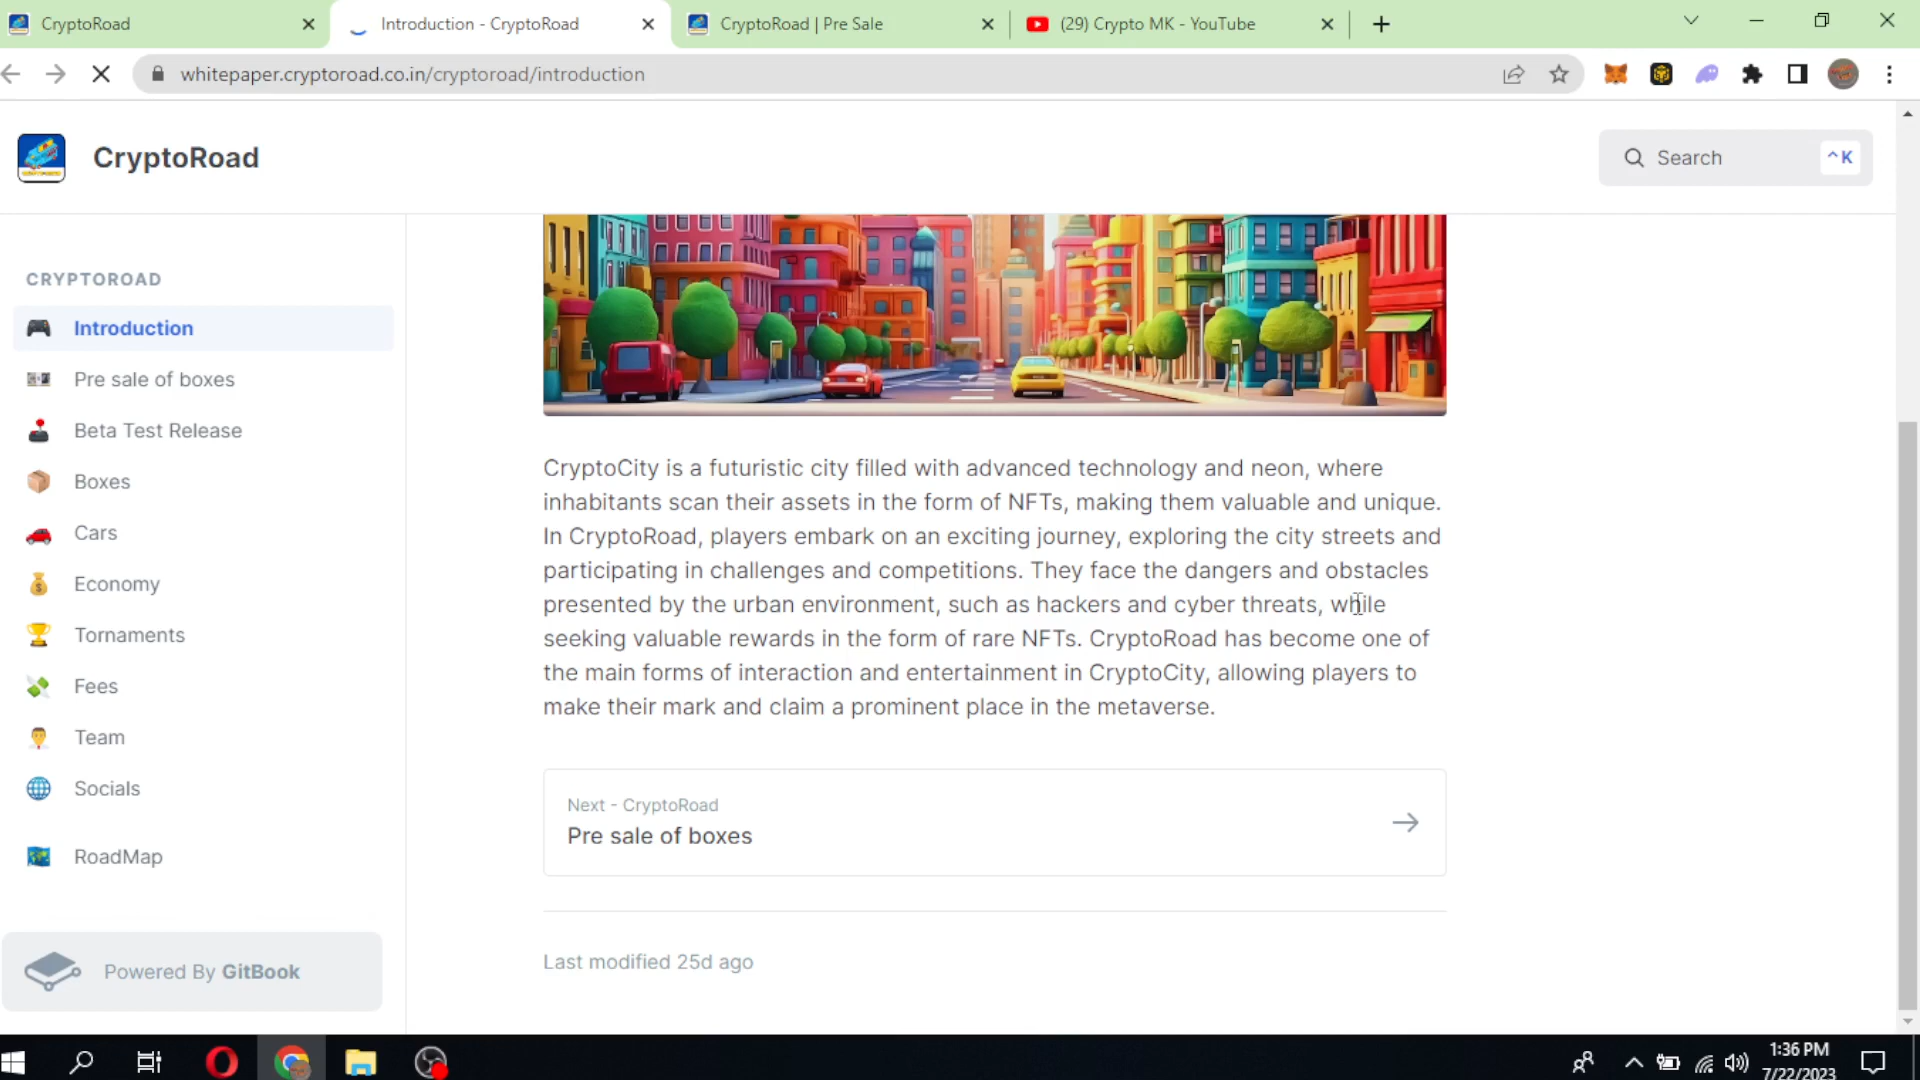 CryptoRoad
Introduction - CryptoRoad
CryptoRoad | Pre Sale
(29) Crypto MK - YouTube
whitepaper.cryptoroad.co.in/cryptoroad/introduction
CryptoRoad
Search
^K
CRYPTOROAD
Introduction
Pre sale of boxes
Beta Test Release
Boxes
Cars
Economy
Tornaments
Fees
Team
Socials
RoadMap
Powered By GitBook
CryptoCity is a futuristic city filled with advanced technology and neon, where
inhabitants scan their assets in the form of NFTs, making them valuable and unique.
In CryptoRoad, players embark on an exciting journey, exploring the city streets and
participating in challenges and competitions. They face the dangers and obstacles
presented by the urban environment, such as hackers and cyber threats, while
seeking valuable rewards in the form of rare NFTs. CryptoRoad has become one of
the main forms of interaction and entertainment in CryptoCity, allowing players to
make their mark and claim a prominent place in the metaverse.
Next - CryptoRoad
Pre sale of boxes
Last modified 25d ago
1:36 PM
7/22/2023